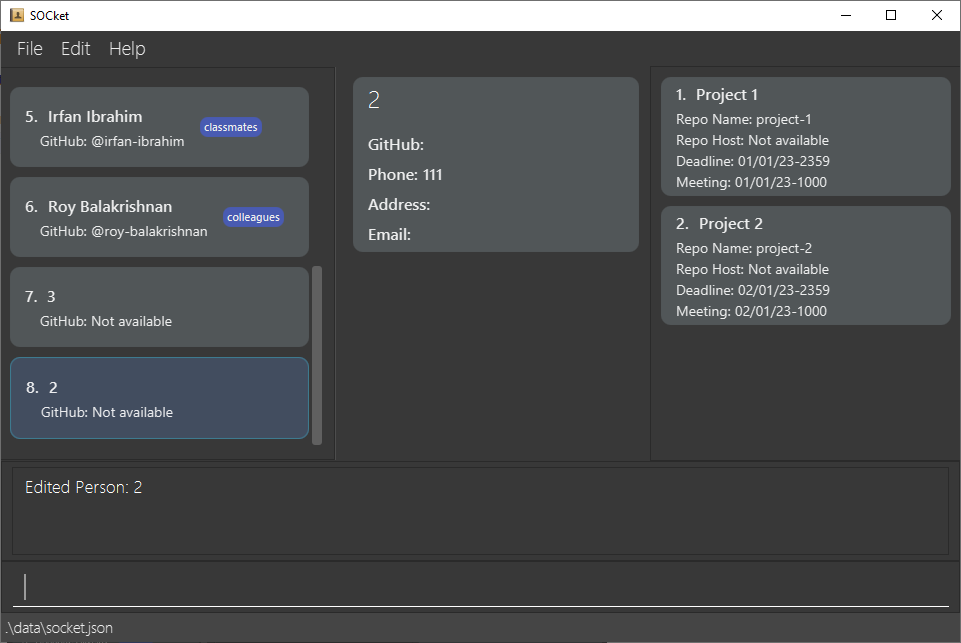 SOCket
File Edit Help
5. Irfan Ibrahim
GitHub: @irfan-ibrahim
classmates
6. Roy Balakrishnan
GitHub: @roy-balakrishnan
colleagues
7. 3
GitHub: Not available
8. 2
GitHub: Not available
2
GitHub:
Phone: 111
Address:
Email:
1. Project 1
Repo Name: project-1
Repo Host: Not available
Deadline: 01/01/23-2359
Meeting: 01/01/23-1000
2. Project 2
Repo Name: project-2
Repo Host: Not available
Deadline: 02/01/23-2359
Meeting: 02/01/23-1000
Edited Person: 2
.\data\socket.json